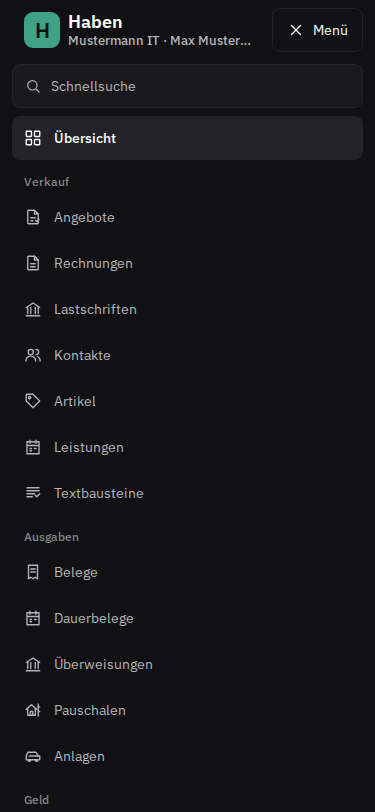 H
Haben
Mustermann IT · Max Muster...
Menü
Schnellsuche
Übersicht
Verkauf
Angebote
Rechnungen
Lastschriften
Kontakte
Artikel
Leistungen
Textbausteine
Ausgaben
Belege
Dauerbelege
Überweisungen
Pauschalen
Anlagen
Geld